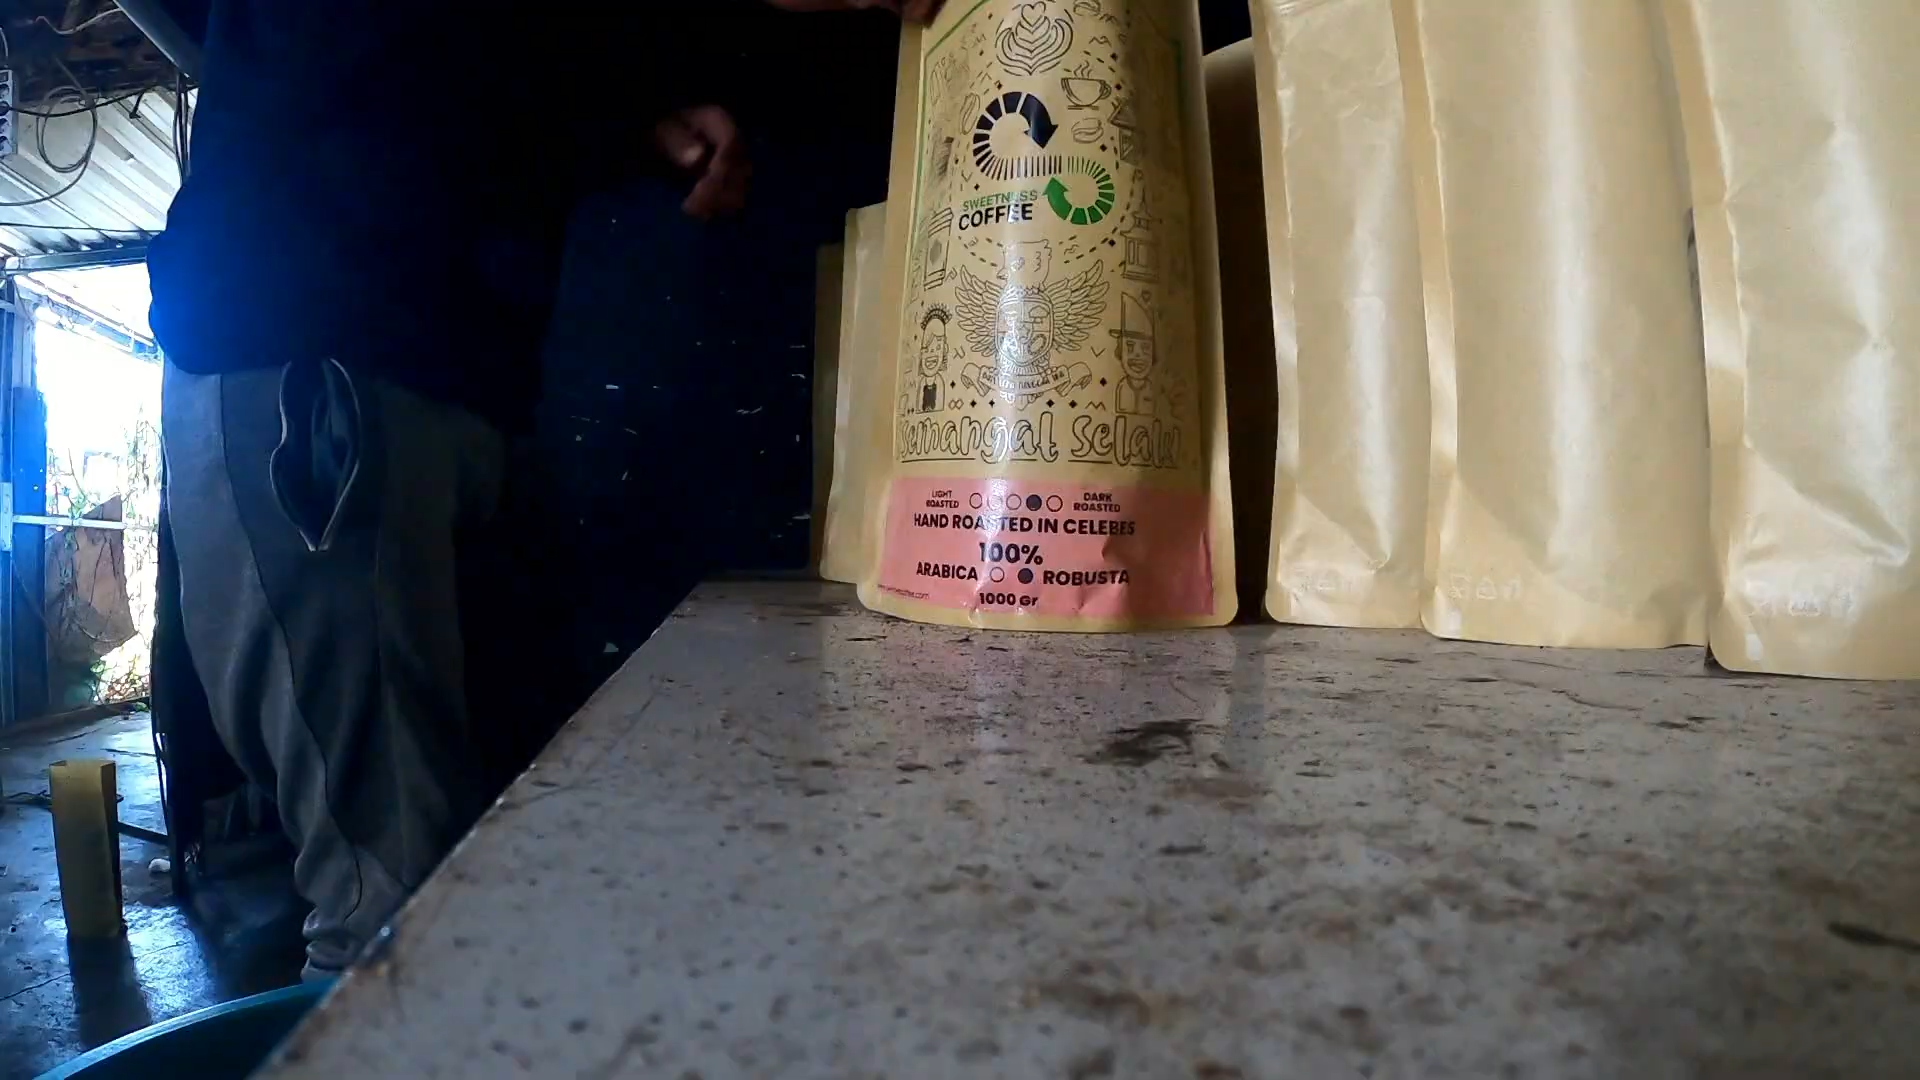 SWEETNESS
COFFEE
Semangat Selalu
LIGHT ROASTED
DARK ROASTED
HAND ROASTED IN CELEBES
100%
ARABICA ROBUSTA
1000 Gr